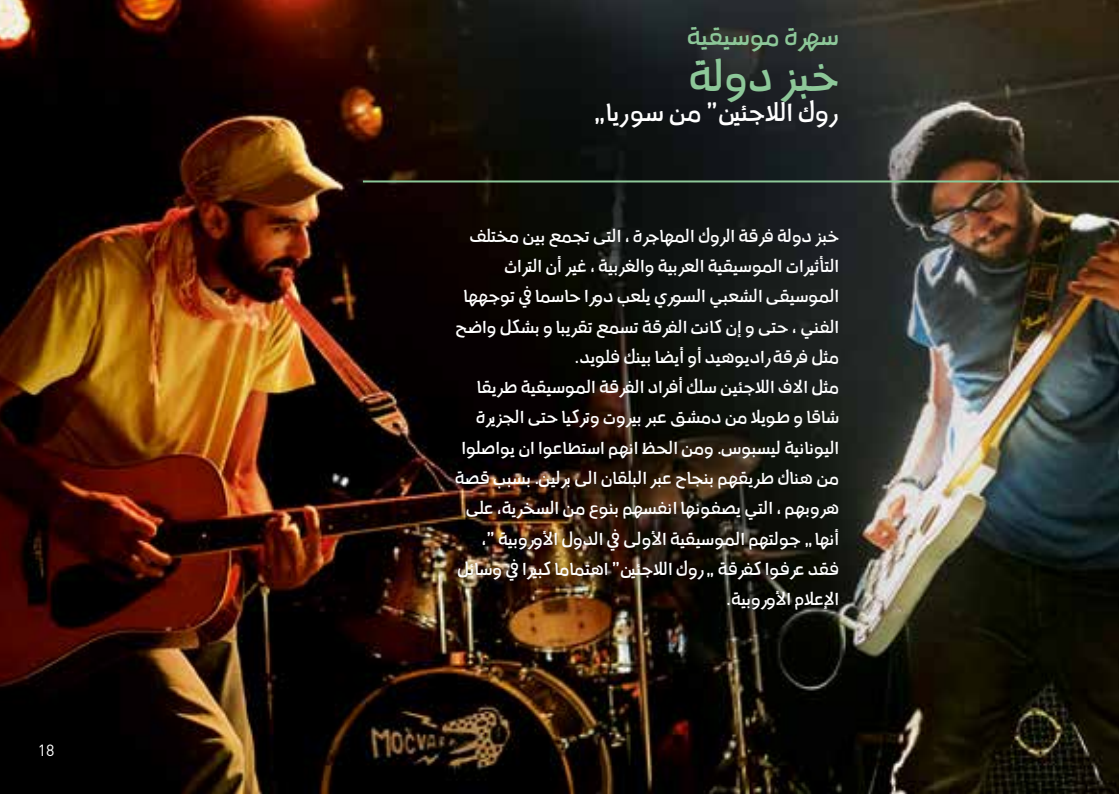 سهرة موسيقية
خبز دولة
روك اللاجئين” من سوريا„
خبز دولة فرقة الروك المهاجرة ، التى تجمع بين مختلف
التأثيرات الموسيقية العربية والغربية ، غير أن التراث
الموسيقى الشعبي السوري يلعب دورا حاسما في توجهها
الفني ، حتى و إن كانت الفرقة تسمع تقريبا و بشكل واضح
مثل فرقة راديوهيد أو أيضا بينك فلويد.
مثل الاف اللاجئين سلك أفراد الفرقة الموسيقية طريقا
شاقا و طويلا من دمشق عبر بيروت وتركيا حتى الجزيرة
اليونانية ليسبوس. ومن الحظ انهم استطاعوا ان يواصلوا
من هناك طريقهم بنجاح عبر البلقان الى برلين. بسبب قصة
هروبهم ، التي يصفونها انفسهم بنوع من السخرية، على
أنها „ جولتهم الموسيقية الأولى في الدول الأوروبية ”،
فقد عرفوا كفرقة „ روك اللاجئين” اهتماما كبيرا في وسائل
الإعلام الأوروبية.
MOČVARA
18